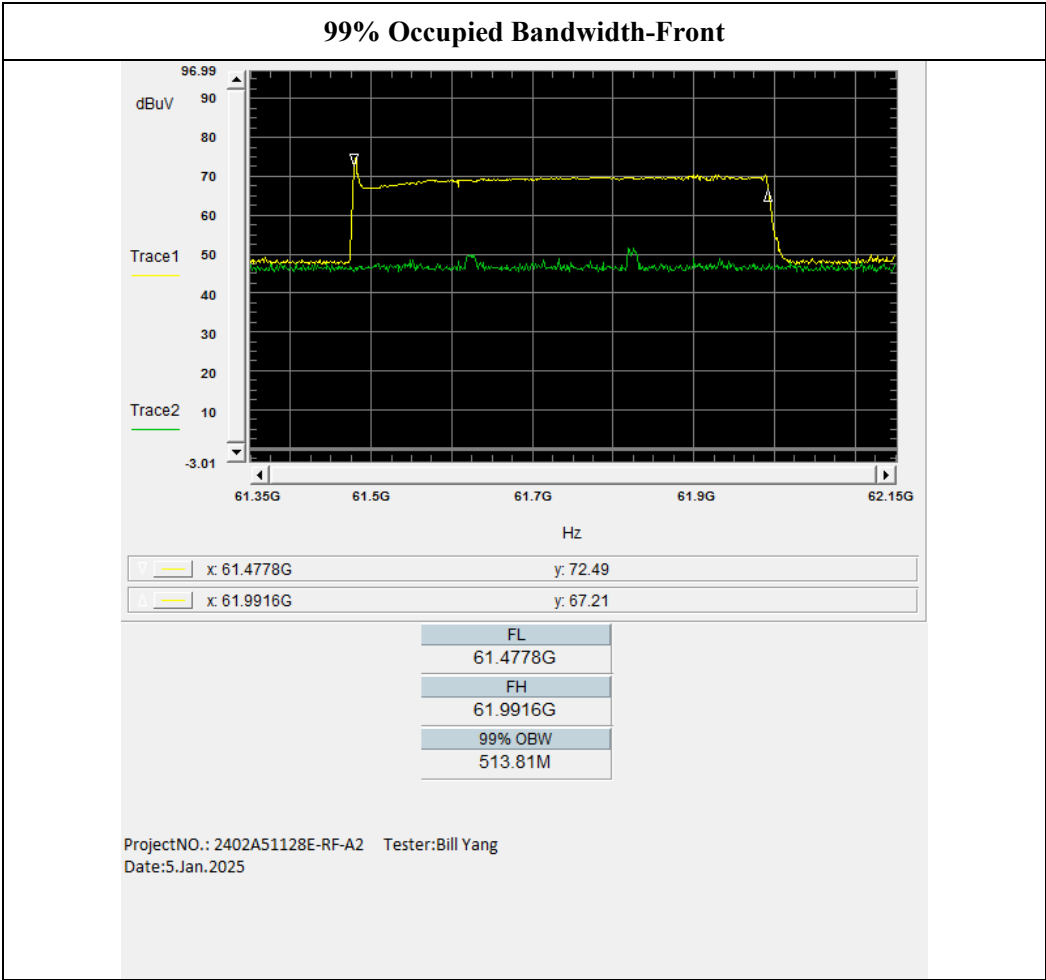 99% Occupied Bandwidth-Front
96.99
dBuV
90
80
70
60
Trace1
50
40
30
20
Trace2
10
-3.01
61.35G 61.5G 61.7G 61.9G 62.15G
Hz
x: 61.4778G y: 72.49
x: 61.9916G y: 67.21
FL
61.4778G
FH
61.9916G
99% OBW
513.81M
ProjectNO.: 2402A51128E-RF-A2 Tester:Bill Yang
Date:5.Jan.2025